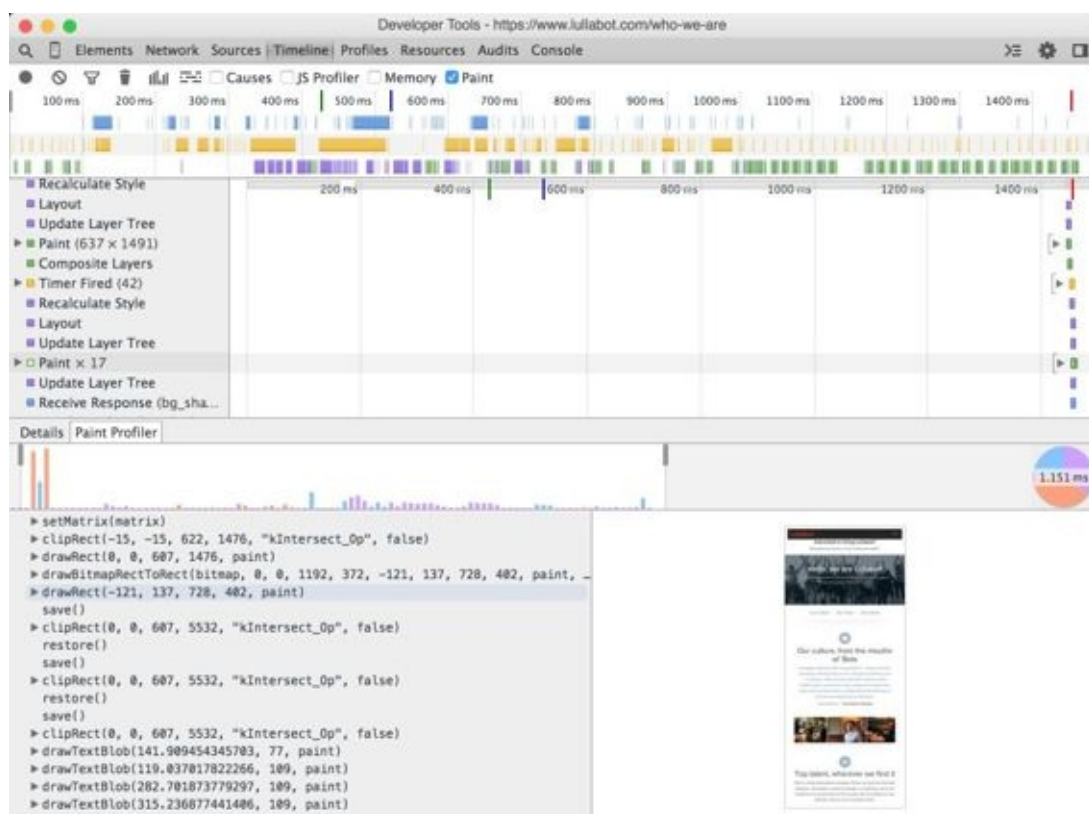 Developer Tools - https://www.lullabot.com/who-we-are
Elements Network Sources Timeline Profiles Resources Audits Console
Causes JS Profiler Memory Paint
100 ms 200 ms 300 ms 400 ms 500 ms 600 ms 700 ms 800 ms 900 ms 1000 ms 1100 ms 1200 ms 1300 ms 1400 ms
Recalculate Style
200 ms 400 ms 600 ms 800 ms 1000 ms 1200 ms 1400 ms
Layout
Update Layer Tree
Paint (637 × 1491)
Composite Layers
Timer Fired (42)
Recalculate Style
Layout
Update Layer Tree
Paint × 17
Update Layer Tree
Receive Response (bg_sha...
Details Paint Profiler
1.151 ms
setMatrix(matrix)
clipRect(-15, -15, 622, 1476, "kIntersect_Op", false)
drawRect(0, 0, 607, 1476, paint)
drawBitmapRectToRect(bitmap, 0, 0, 1192, 372, -121, 137, 728, 402, paint, …
drawRect(-121, 137, 728, 402, paint)
save()
clipRect(0, 0, 607, 5532, "kIntersect_Op", false)
restore()
save()
clipRect(0, 0, 607, 5532, "kIntersect_Op", false)
restore()
save()
clipRect(0, 0, 607, 5532, "kIntersect_Op", false)
drawTextBlob(141.909454345703, 77, paint)
drawTextBlob(119.037017822266, 109, paint)
drawTextBlob(282.701873779297, 109, paint)
drawTextBlob(315.236877441406, 109, paint)
Our culture, from the mouths
of Bots
Top talent, wherever we find it